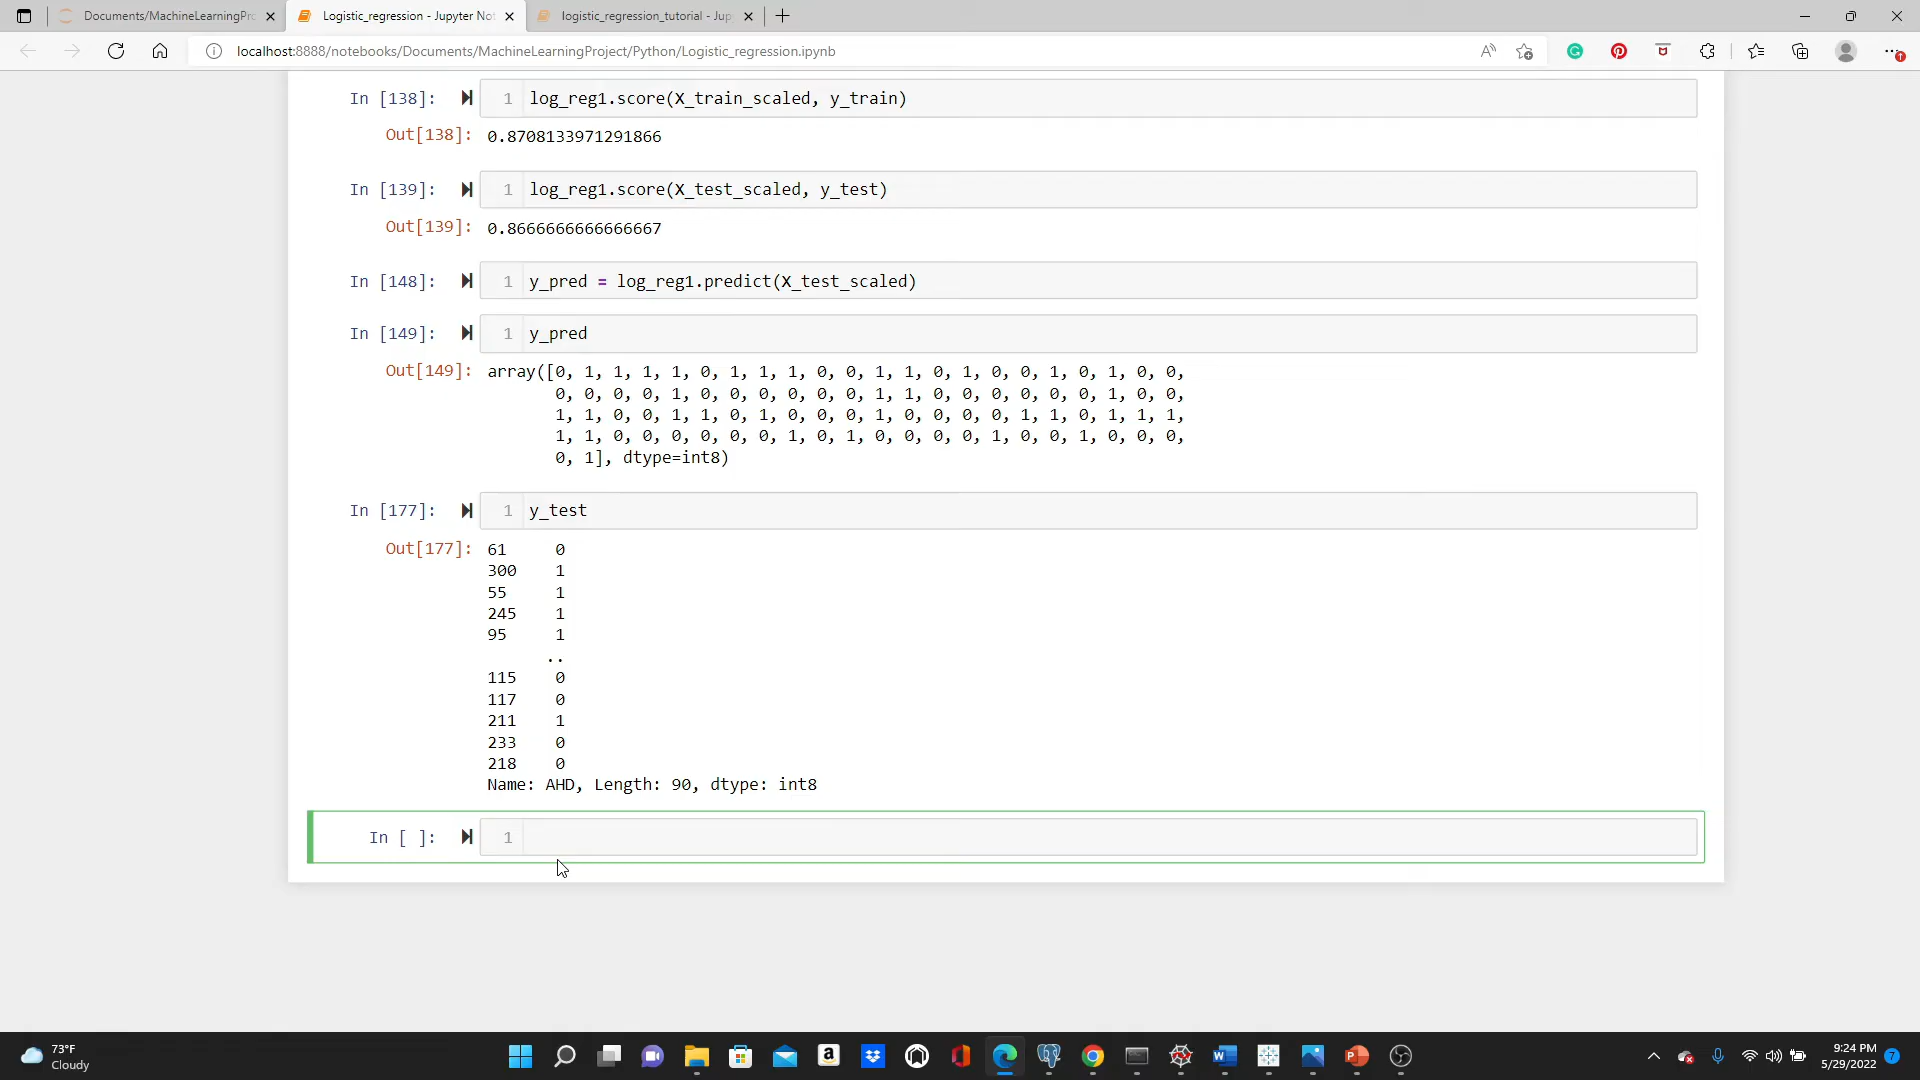 Documents/MachineLearningPr
Logistic_regression - Jupyter Not
logistic_regression_tutorial - Jup
localhost:8888/notebooks/Documents/MachineLearningProject/Python/Logistic_regression.ipynb
In [138]: 1 log_reg1.score(X_train_scaled, y_train)
Out[138]: 0.8708133971291866
In [139]: 1 log_reg1.score(X_test_scaled, y_test)
Out[139]: 0.8666666666666667
In [148]: 1 y_pred = log_reg1.predict(X_test_scaled)
In [149]: 1 y_pred
Out[149]: array([0, 1, 1, 1, 1, 0, 1, 1, 1, 0, 0, 1, 1, 0, 1, 0, 0, 1, 0, 1, 0, 0,
0, 0, 0, 0, 1, 0, 0, 0, 0, 0, 0, 1, 1, 0, 0, 0, 0, 0, 0, 1, 0, 0,
1, 1, 0, 0, 1, 1, 0, 1, 0, 0, 0, 1, 0, 0, 0, 0, 1, 1, 0, 1, 1, 1,
1, 1, 0, 0, 0, 0, 0, 0, 1, 0, 1, 0, 0, 0, 0, 1, 0, 0, 1, 0, 0, 0,
0, 1], dtype=int8)
In [177]: 1 y_test
Out[177]: 61 0
300 1
55 1
245 1
95 1
..
115 0
117 0
211 1
233 0
218 0
Name: AHD, Length: 90, dtype: int8
In [ ]: 1
73°F
Cloudy
9:24 PM
5/29/2022
7